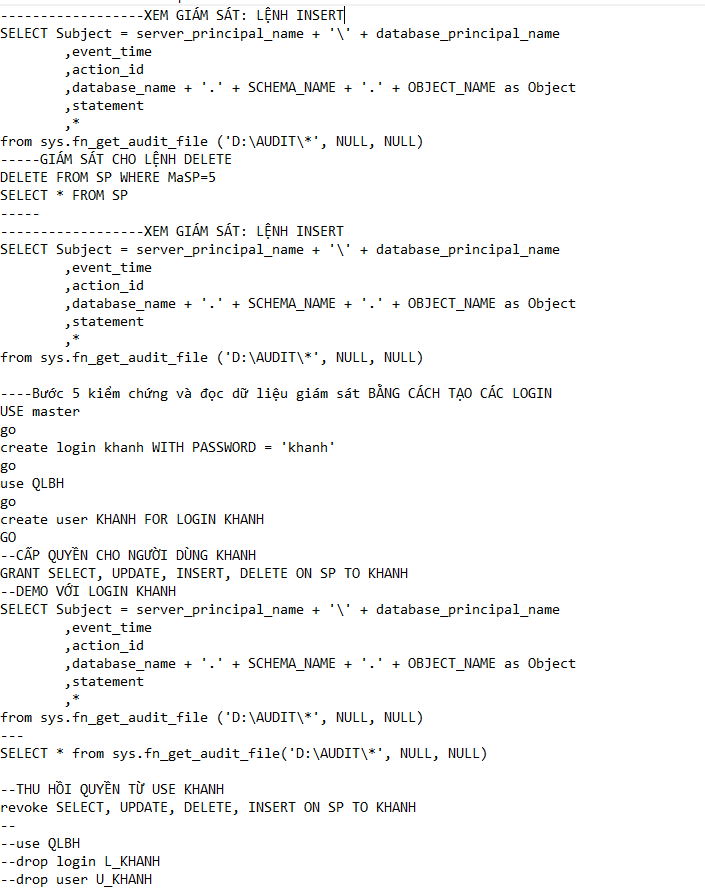 ------------------XEM GIÁM SÁT: LỆNH INSERT
SELECT Subject = server_principal_name + '\' + database_principal_name
,event_time
,action_id
,database_name + '.' + SCHEMA_NAME + '.' + OBJECT_NAME as Object
,statement
,*
from sys.fn_get_audit_file ('D:\AUDIT\*', NULL, NULL)
-----GIÁM SÁT CHO LỆNH DELETE
DELETE FROM SP WHERE MaSP=5
SELECT * FROM SP
-----
------------------XEM GIÁM SÁT: LỆNH INSERT
SELECT Subject = server_principal_name + '\' + database_principal_name
,event_time
,action_id
,database_name + '.' + SCHEMA_NAME + '.' + OBJECT_NAME as Object
,statement
,*
from sys.fn_get_audit_file ('D:\AUDIT\*', NULL, NULL)
----Bước 5 kiểm chứng và đọc dữ liệu giám sát BẰNG CÁCH TẠO CÁC LOGIN
USE master
go
create login khanh WITH PASSWORD = 'khanh'
go
use QLBH
go
create user KHANH FOR LOGIN KHANH
GO
--CẤP QUYỀN CHO NGƯỜI DÙNG KHANH
GRANT SELECT, UPDATE, INSERT, DELETE ON SP TO KHANH
--DEMO VỚI LOGIN KHANH
SELECT Subject = server_principal_name + '\' + database_principal_name
,event_time
,action_id
,database_name + '.' + SCHEMA_NAME + '.' + OBJECT_NAME as Object
,statement
,*
from sys.fn_get_audit_file ('D:\AUDIT\*', NULL, NULL)
---
SELECT * from sys.fn_get_audit_file('D:\AUDIT\*', NULL, NULL)
--THU HỒI QUYỀN TỪ USE KHANH
revoke SELECT, UPDATE, DELETE, INSERT ON SP TO KHANH
--
--use QLBH
--drop login L_KHANH
--drop user U_KHANH